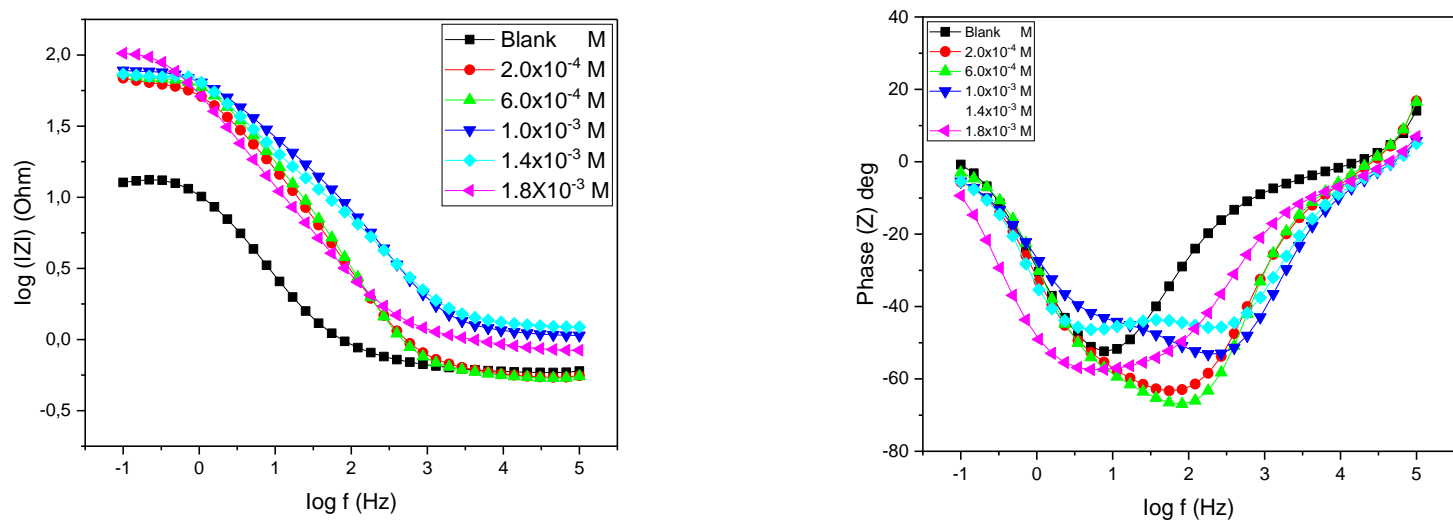 2,0
1,5
1,0
0,5
0,0
-0,5
log (IZI) (Ohm)
-1 0 1 2 3 4 5
log f (Hz)
Blank M
2.0x10⁻⁴ M
6.0x10⁻⁴ M
1.0x10⁻³ M
1.4x10⁻³ M
1.8X10⁻³ M
40
20
0
-20
-40
-60
-80
Phase (Z) deg
-1 0 1 2 3 4 5
log f (Hz)
Blank M
2.0x10⁻⁴ M
6.0x10⁻⁴ M
1.0x10⁻³ M
1.4x10⁻³ M
1.8x10⁻³ M